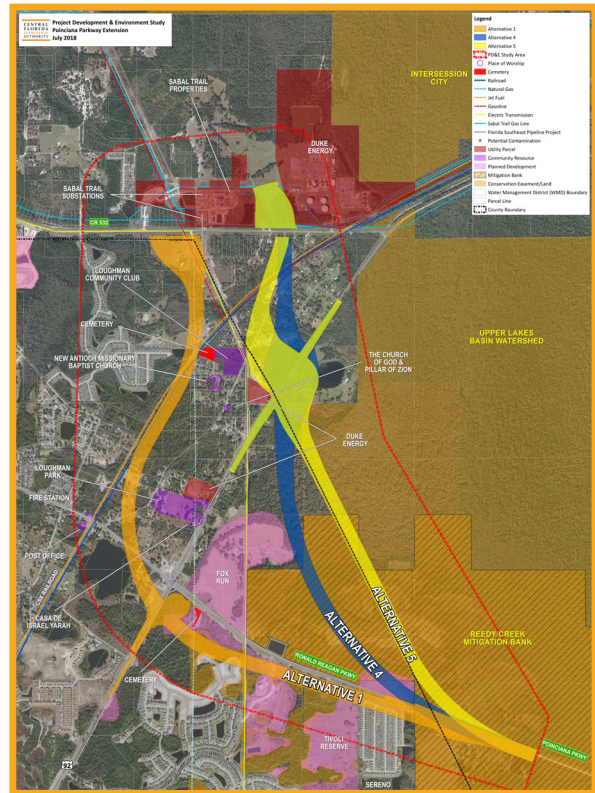 CENTRAL
FLORIDA
EXPRESSWAY
AUTHORITY
Project Development & Environment Study
Poinciana Parkway Extension
July 2018
Legend
Alternative 1
Alternative 4
Alternative 5
PD&E Study Area
Place of Worship
Cemetery
Railroad
Natural Gas
Jet Fuel
Gasoline
Electric Transmission
Sabal Trail Gas Line
Florida Southeast Pipeline Project
Potential Contamination
Utility Parcel
Community Resource
Planned Development
Mitigation Bank
Conservation Easement/Land
Water Management District (WMD) Boundary
Parcel Line
County Boundary
INTERSESSION
CITY
SABAL TRAIL
PROPERTIES
DUKE
ENERGY
SABAL TRAIL
SUBSTATIONS
CR 532
LOUGHMAN
COMMUNITY CLUB
CEMETERY
NEW ANTIOCH MISSIONARY
BAPTIST CHURCH
UPPER LAKES
BASIN WATERSHED
THE CHURCH
OF GOD &
PILLAR OF ZION
DUKE
ENERGY
LOUGHMAN
PARK
FIRE STATION
POST OFFICE
CSX RAILROAD
FOX
RUN
CASA DE
ISRAEL YARAH
ALTERNATIVE 5
ALTERNATIVE 4
REEDY CREEK
MITIGATION BANK
RONALD REAGAN PKWY
CEMETERY
ALTERNATIVE 1
POINCIANA PKWY
TIVOLI
RESERVE
92
SERENO